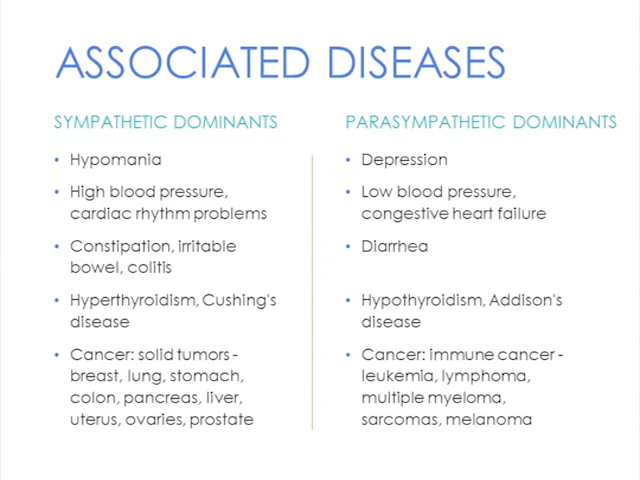 ASSOCIATED DISEASES
SYMPATHETIC DOMINANTS
• Hypomania
• High blood pressure,
cardiac rhythm problems
• Constipation, irritable
bowel, colitis
• Hyperthyroidism, Cushing's
disease
• Cancer: solid tumors -
breast, lung, stomach,
colon, pancreas, liver,
uterus, ovaries, prostate
PARASYMPATHETIC DOMINANTS
• Depression
• Low blood pressure,
congestive heart failure
• Diarrhea
• Hypothyroidism, Addison's
disease
• Cancer: immune cancer -
leukemia, lymphoma,
multiple myeloma,
sarcomas, melanoma